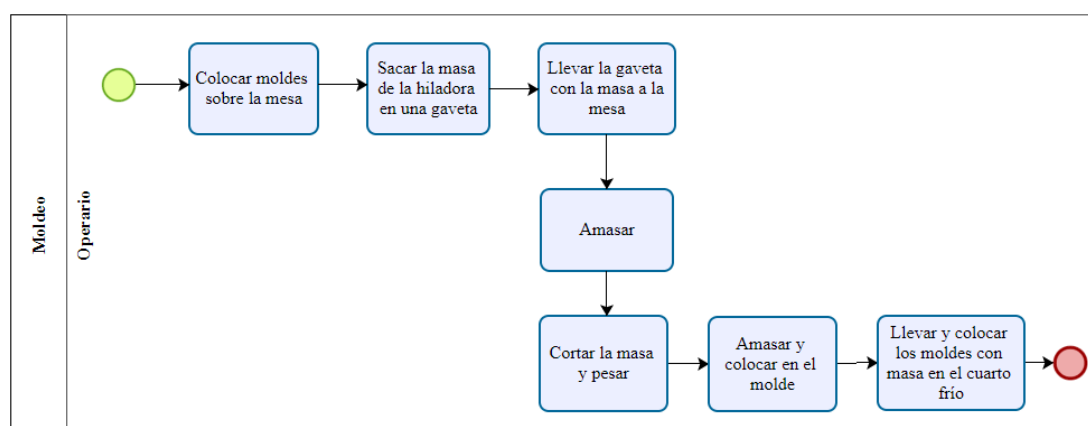 Moldeo
Operario
Colocar moldes
sobre la mesa
Sacar la masa
de la hiladora
en una gaveta
Llevar la gaveta
con la masa a la
mesa
Amasar
Cortar la masa
y pesar
Amasar y
colocar en el
molde
Llevar y colocar
los moldes con
masa en el cuarto
frío